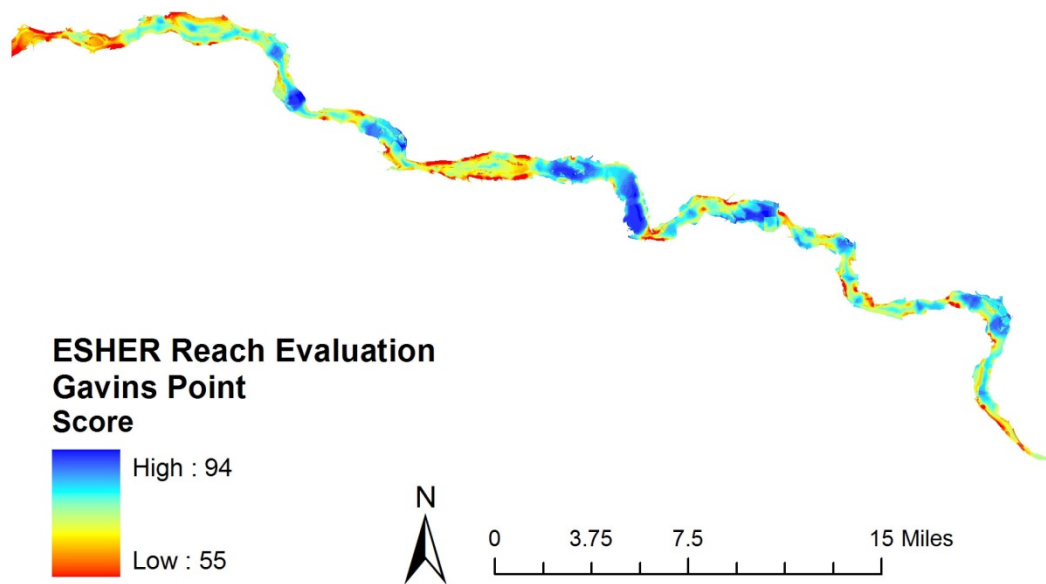 ESHER Reach Evaluation
Gavins Point
Score
High : 94
Low : 55
N
0 3.75 7.5 15 Miles